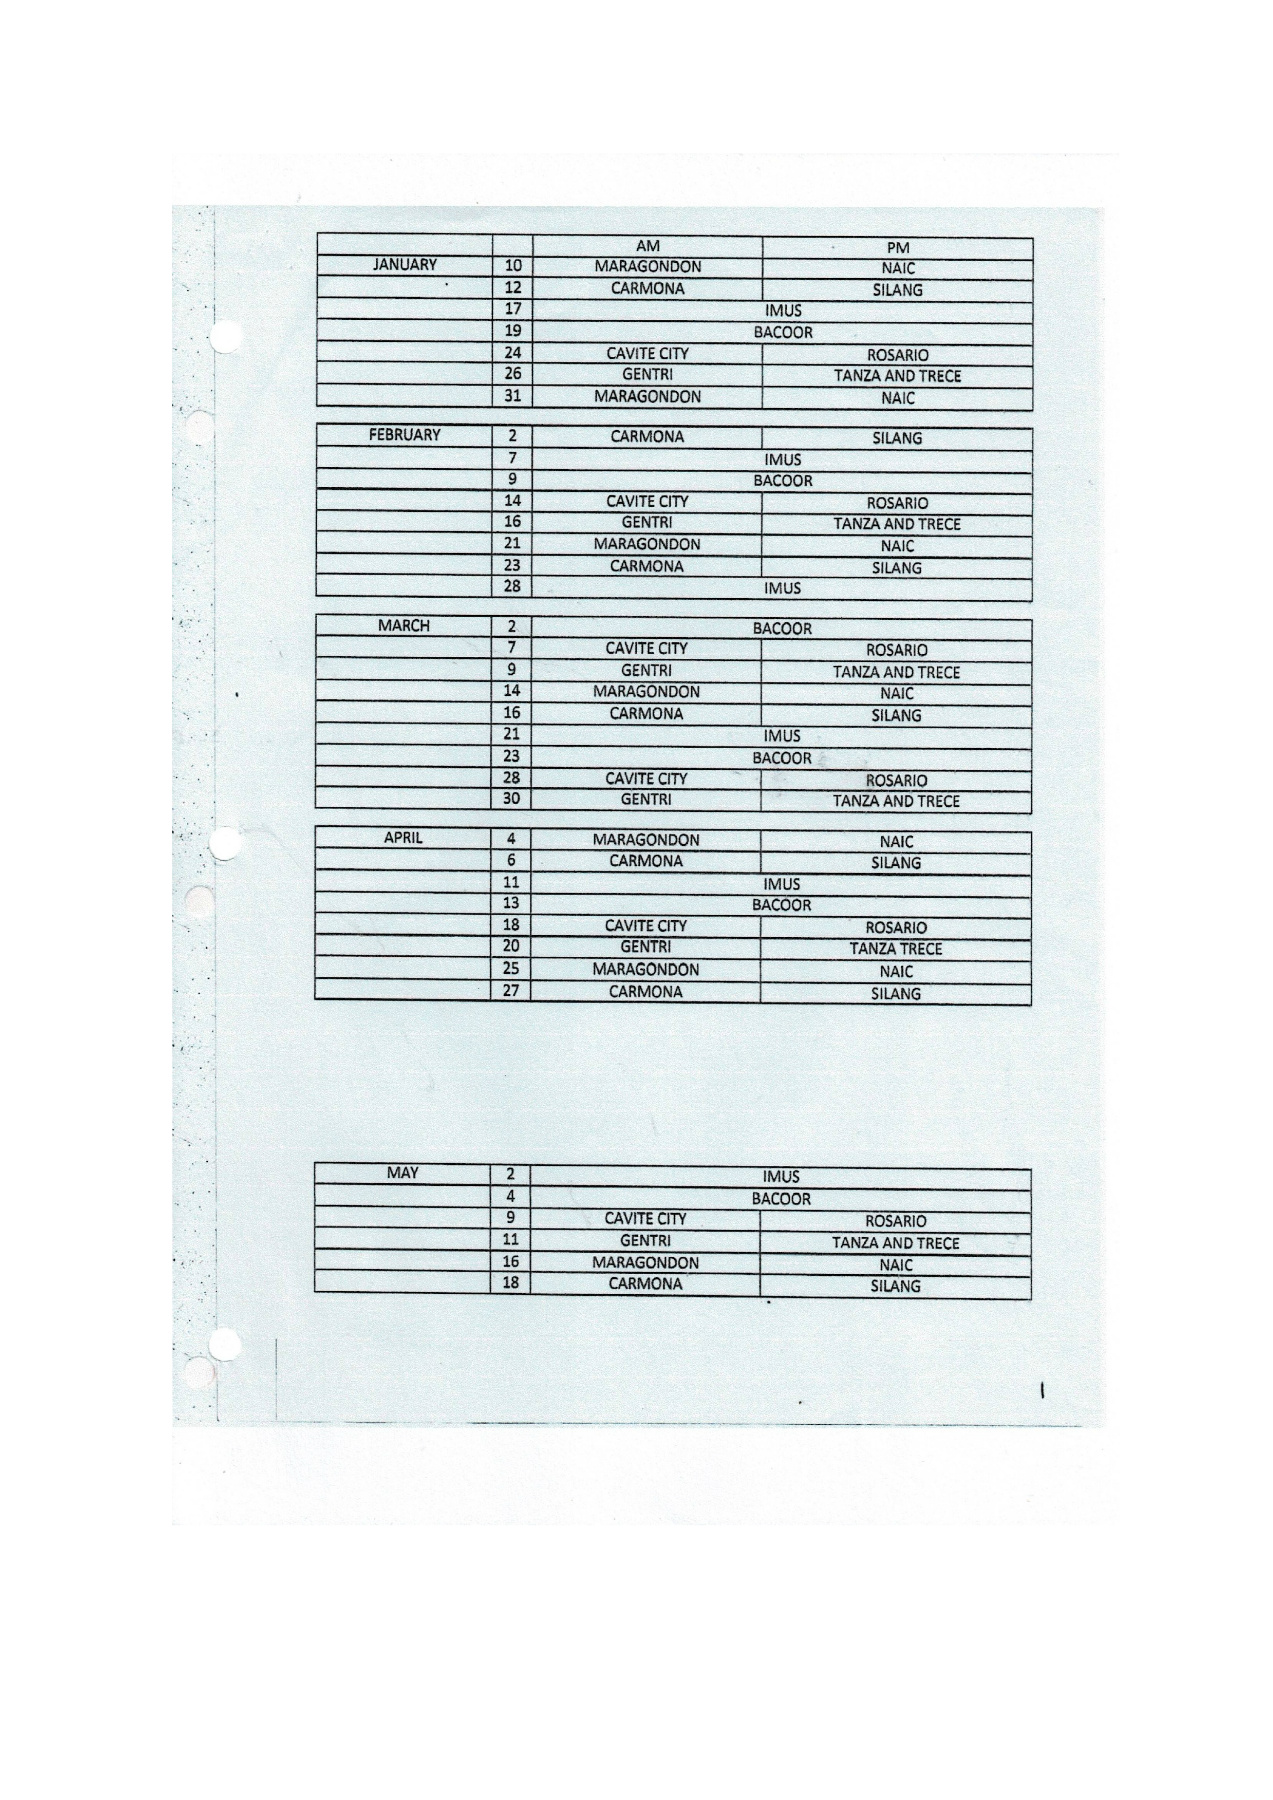 AM PM
JANUARY 10 MARAGONDON NAIC
12 CARMONA SILANG
17 IMUS
19 BACOOR
24 CAVITE CITY ROSARIO
26 GENTRI TANZA AND TRECE
31 MARAGONDON NAIC
FEBRUARY 2 CARMONA SILANG
7 IMUS
9 BACOOR
14 CAVITE CITY ROSARIO
16 GENTRI TANZA AND TRECE
21 MARAGONDON NAIC
23 CARMONA SILANG
28 IMUS
MARCH 2 BACOOR
7 CAVITE CITY ROSARIO
9 GENTRI TANZA AND TRECE
14 MARAGONDON NAIC
16 CARMONA SILANG
21 IMUS
23 BACOOR
28 CAVITE CITY ROSARIO
30 GENTRI TANZA AND TRECE
APRIL 4 MARAGONDON NAIC
6 CARMONA SILANG
11 IMUS
13 BACOOR
18 CAVITE CITY ROSARIO
20 GENTRI TANZA TRECE
25 MARAGONDON NAIC
27 CARMONA SILANG
MAY 2 IMUS
4 BACOOR
9 CAVITE CITY ROSARIO
11 GENTRI TANZA AND TRECE
16 MARAGONDON NAIC
18 CARMONA SILANG
1